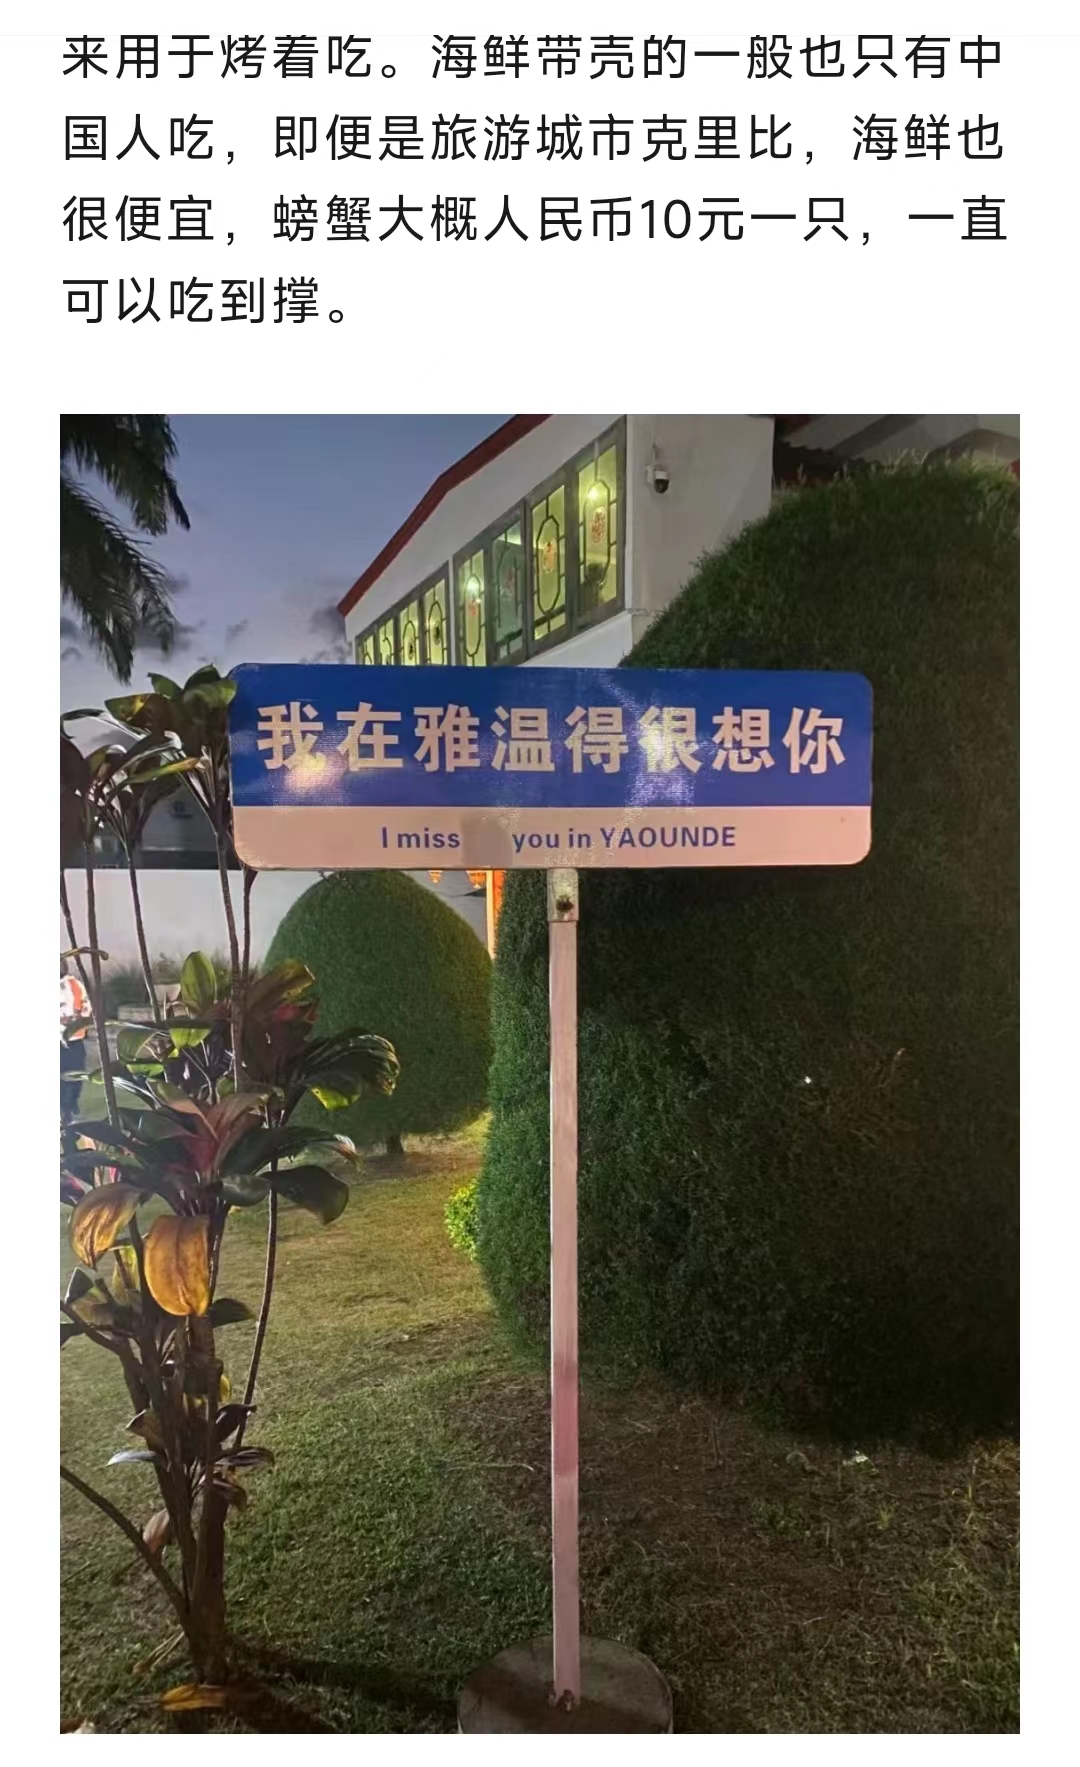 来用于烤着吃。海鲜带壳的一般也只有中
国人吃，即便是旅游城市克里比，海鲜也
很便宜，螃蟹大概人民币10元一只，一直
可以吃到撑。
我在雅温得很想你
I miss you in YAOUNDE